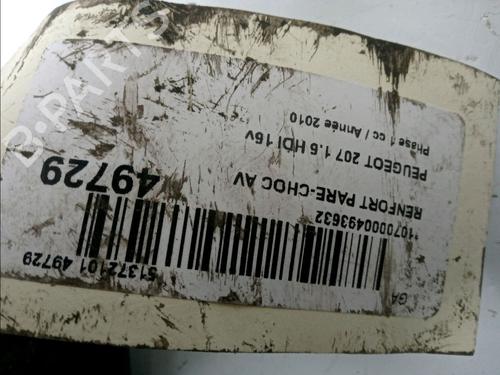 49729
PEUGEOT 207 1.6 HDI 16v
Phase 1 cc / Année 2010
RENFORT PARE-CHOC AV
1070000493632
51372101 49729
GA
B-PARTS